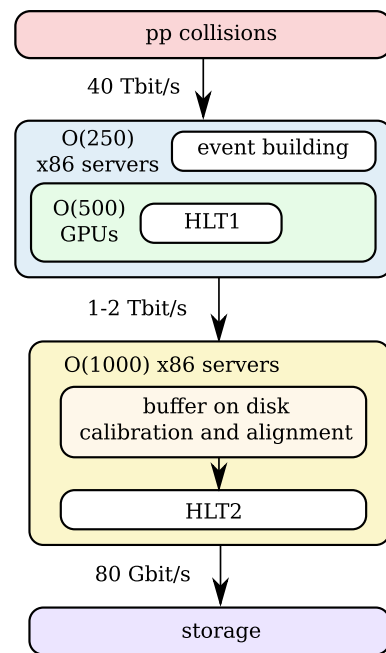 pp collisions
40 Tbit/s
O(250)
x86 servers
event building
O(500)
GPUs
HLT1
1-2 Tbit/s
O(1000) x86 servers
buffer on disk
calibration and alignment
HLT2
80 Gbit/s
storage